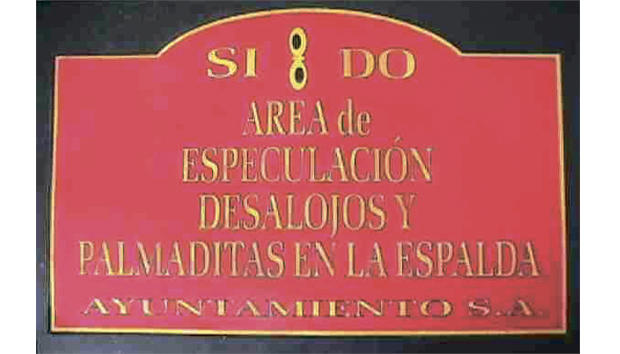 SI 8 DO
AREA de
ESPECULACIÓN
DESALOJOS Y
PALMADITAS EN LA ESPALDA
AYUNTAMIENTO S.A.